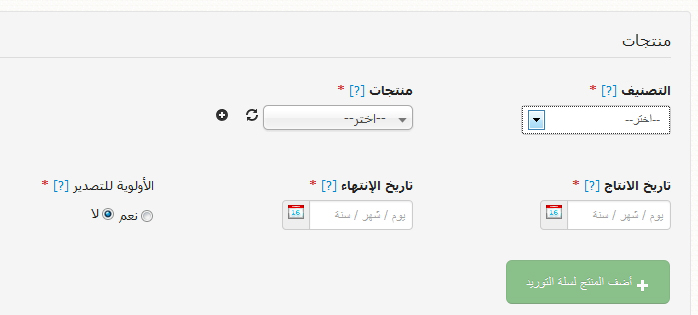 منتجات
التصنيف [?] *
منتجات [?] *
--اختر--
--اختر--
تاريخ الانتاج [?] *
تاريخ الإنتهاء [?] *
الأولوية للتصدير [?] *
يوم / شهر / سنة
16
يوم / شهر / سنة
16
نعم
لا
أضف المنتج لسلة التوريد